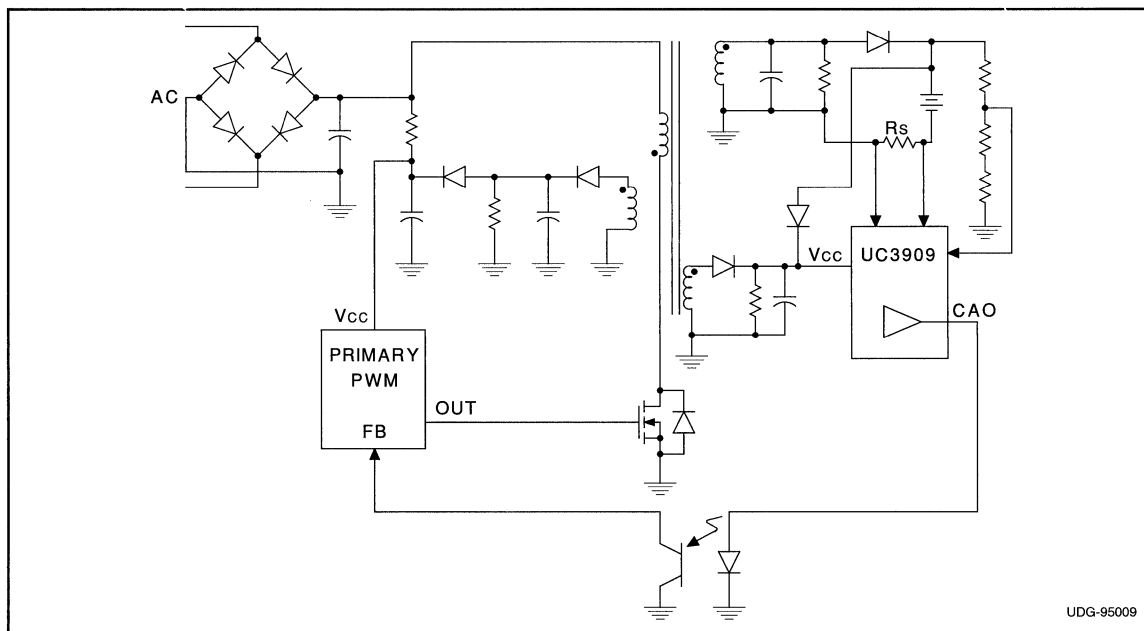 AC
Rs
Vcc
UC3909
CAO
Vcc
PRIMARY
PWM
OUT
FB
UDG-95009